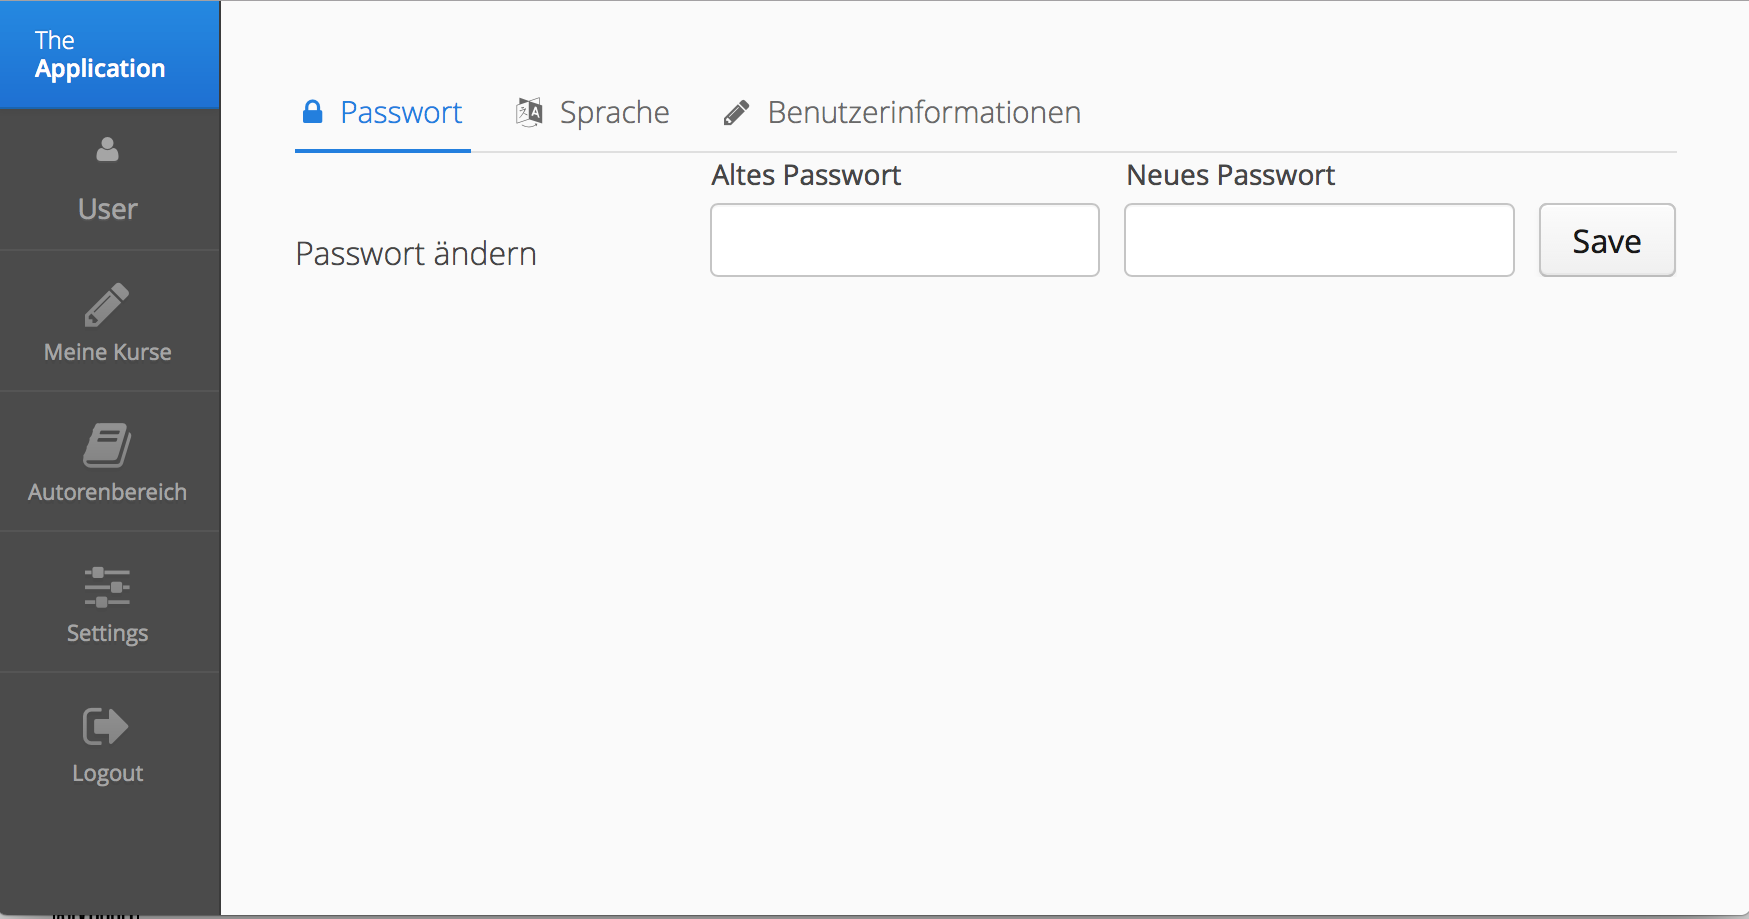 The
Application
User
Meine Kurse
Autorenbereich
Settings
Logout
Passwort Sprache Benutzerinformationen
Altes Passwort Neues Passwort
Passwort ändern Save